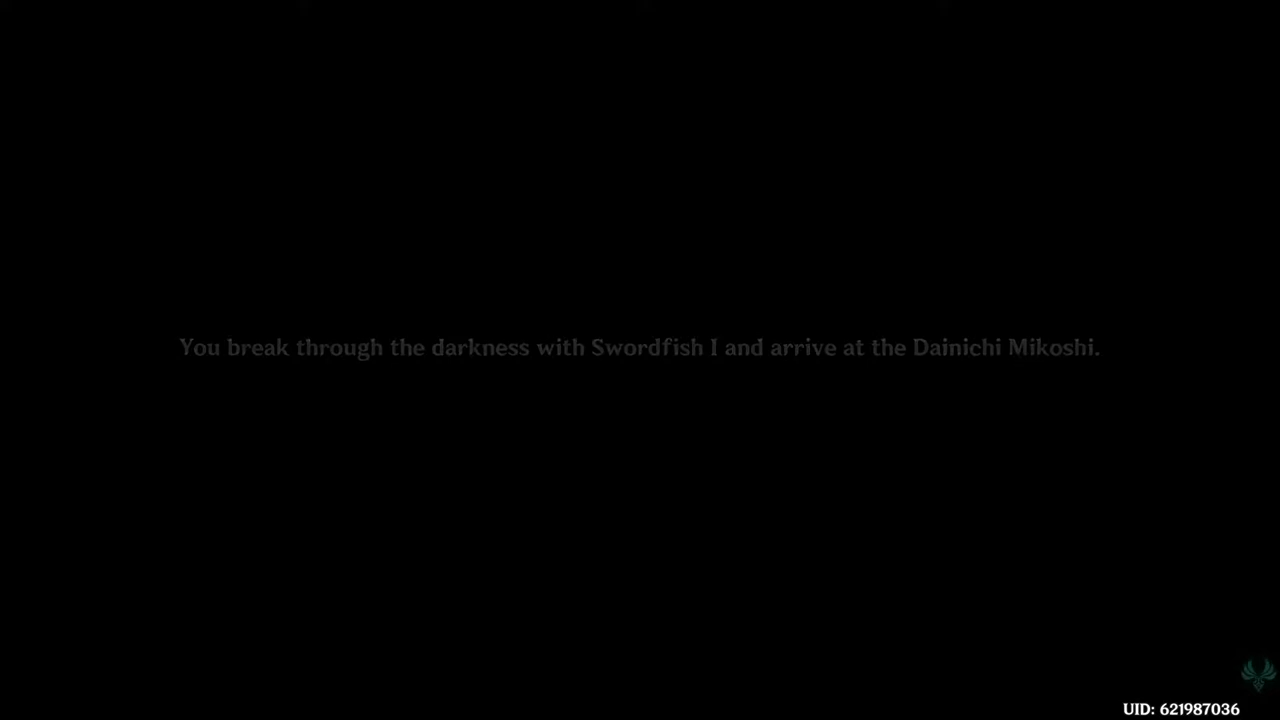 You break through the darkness with Swordfish I and arrive at the Dainichi Mikoshi.
UID: 621987036